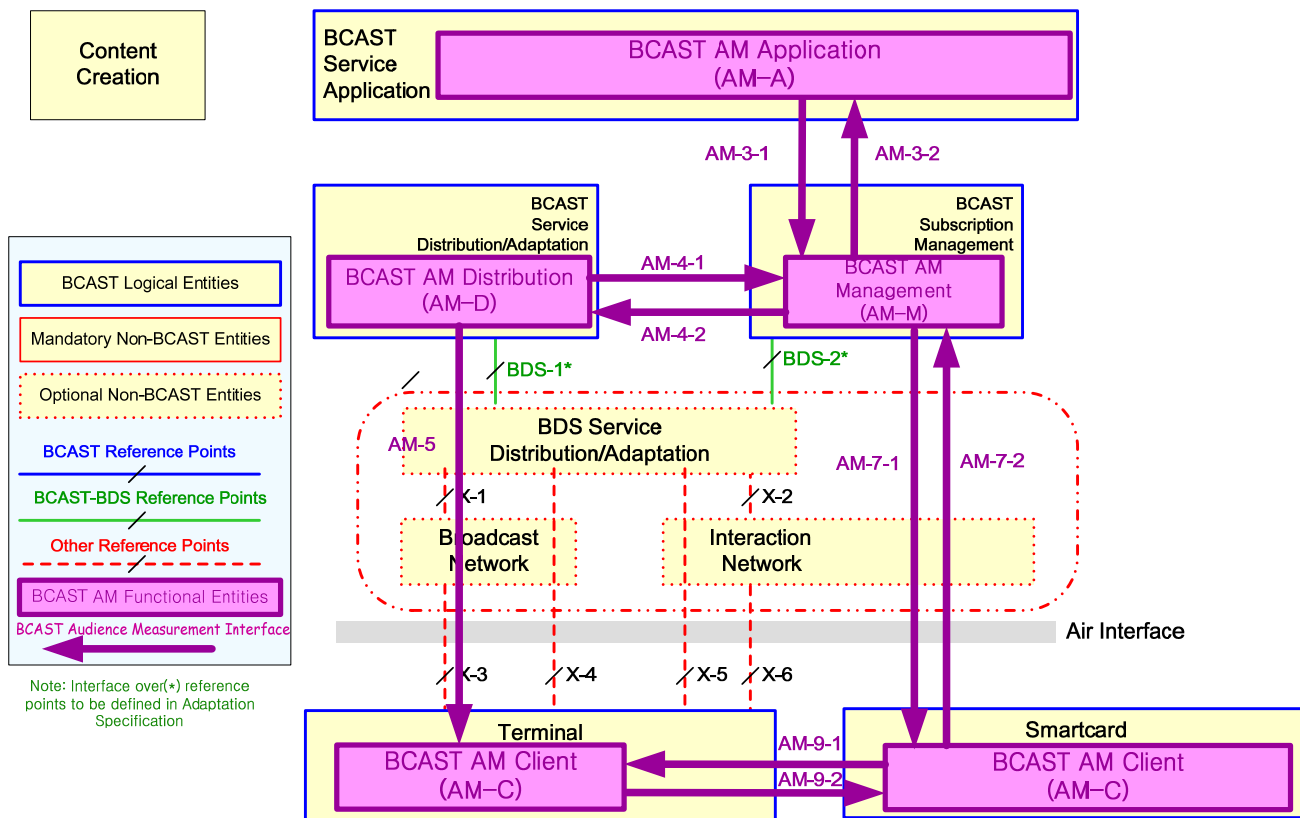 Content
Creation
BCAST
Service
Application
BCAST AM Application
(AM-A)
AM-3-1
AM-3-2
BCAST
Service
Distribution/Adaptation
BCAST AM Distribution
(AM-D)
AM-4-1
AM-4-2
BCAST
Subscription
Management
BCAST AM
Management
(AM-M)
BCAST Logical Entities
Mandatory Non-BCAST Entities
Optional Non-BCAST Entities
BCAST Reference Points
BCAST-BDS Reference Points
Other Reference Points
BCAST AM Functional Entities
BCAST Audience Measurement Interface
Note: Interface over(*) reference
points to be defined in Adaptation
Specification
BDS-1*
BDS-2*
AM-5
BDS Service
Distribution/Adaptation
AM-7-1
AM-7-2
X-1
X-2
Broadcast
Network
Interaction
Network
Air Interface
X-3
X-4
X-5
X-6
Terminal
BCAST AM Client
(AM-C)
AM-9-1
AM-9-2
Smartcard
BCAST AM Client
(AM-C)